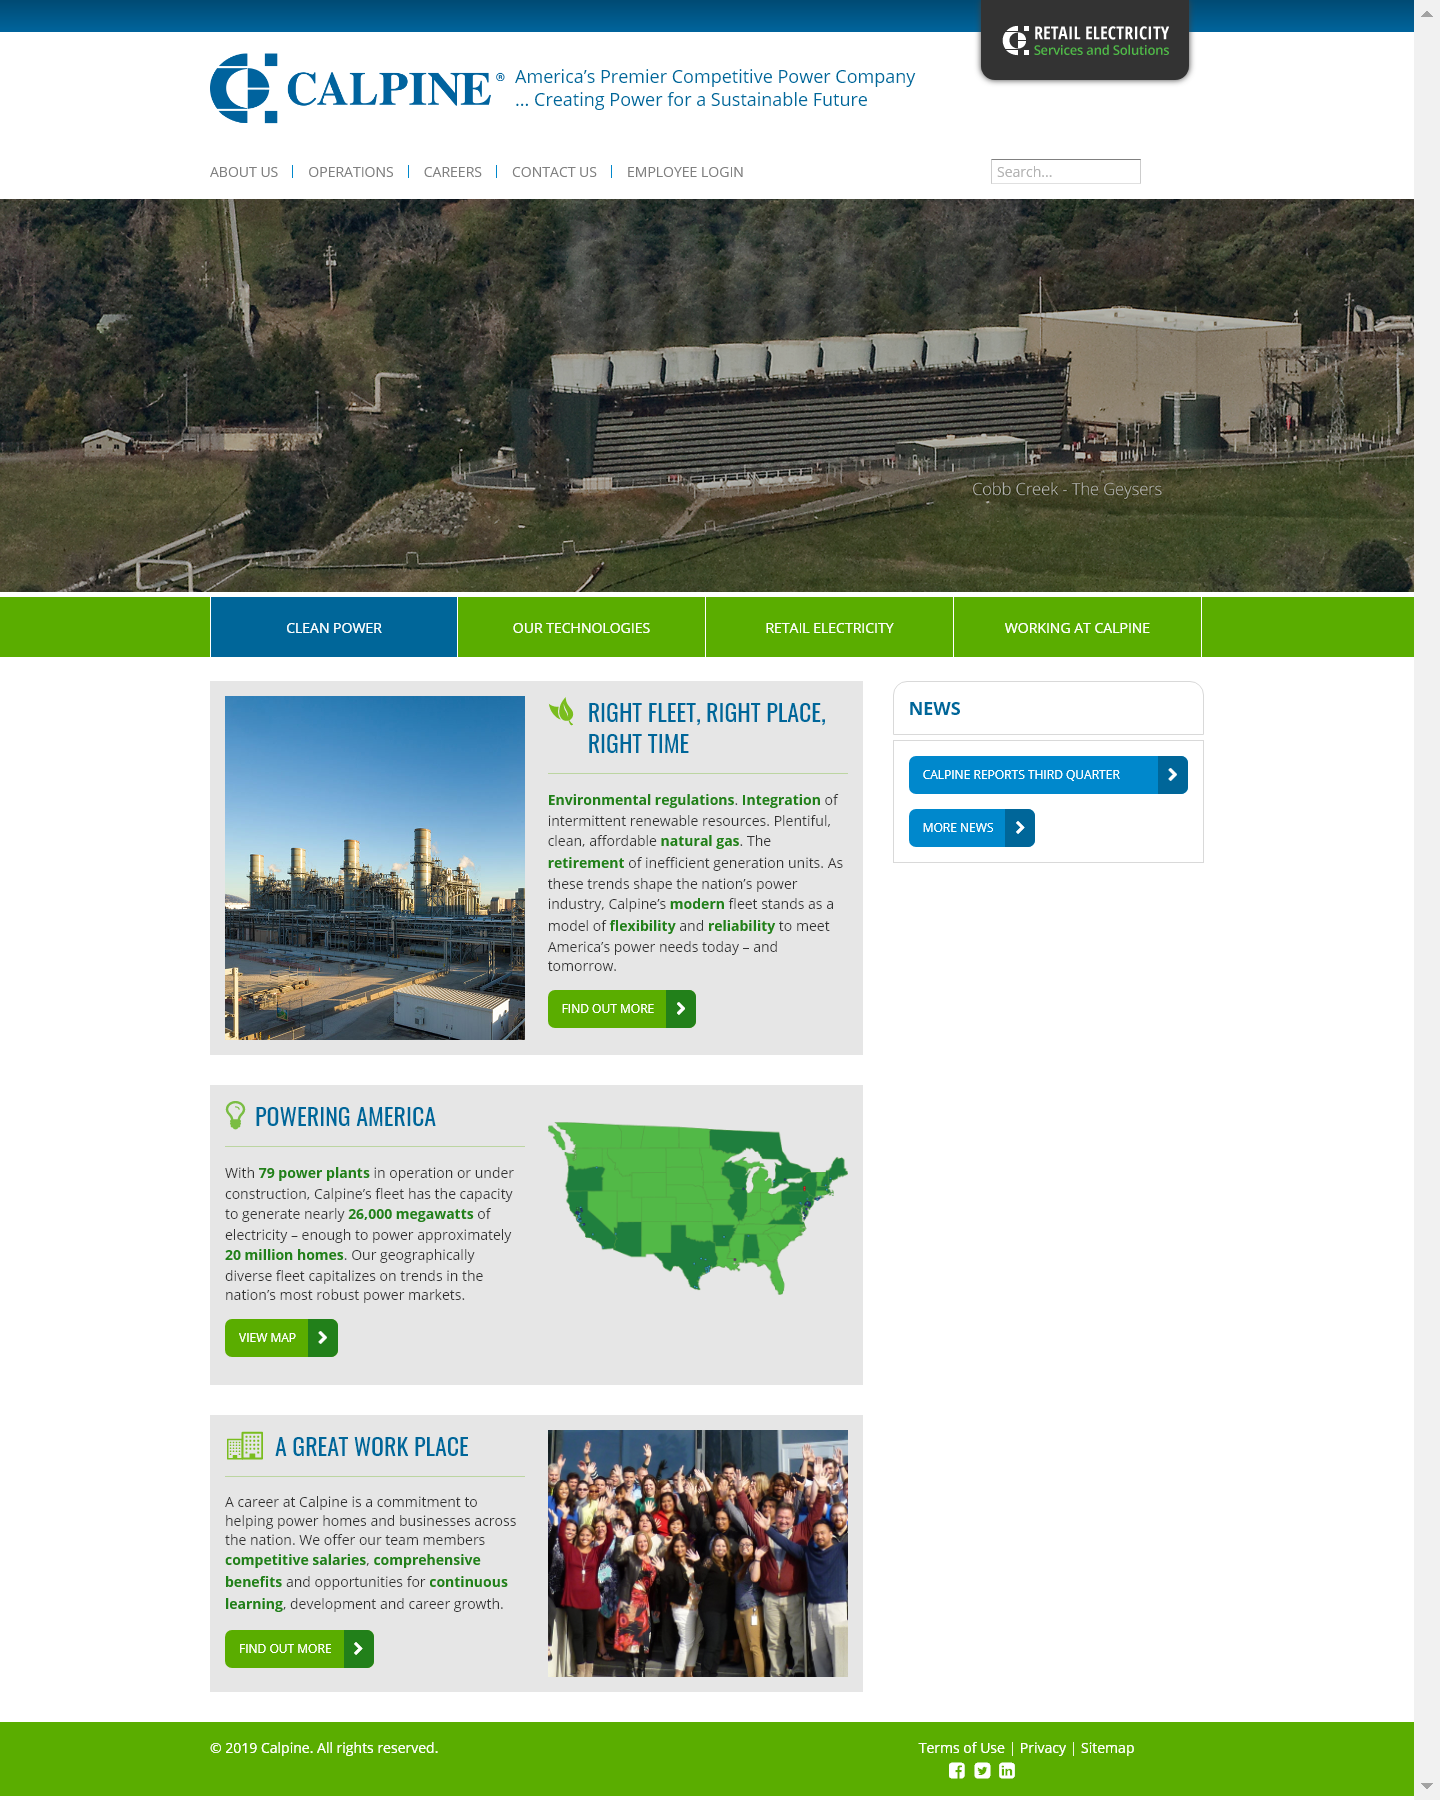 RETAIL ELECTRICITY
Services and Solutions
CALPINE®
America's Premier Competitive Power Company
... Creating Power for a Sustainable Future
ABOUT US
OPERATIONS
CAREERS
CONTACT US
EMPLOYEE LOGIN
Search...
Cobb Creek - The Geysers
CLEAN POWER
OUR TECHNOLOGIES
RETAIL ELECTRICITY
WORKING AT CALPINE
RIGHT FLEET, RIGHT PLACE,
RIGHT TIME
Environmental regulations. Integration of
intermittent renewable resources. Plentiful,
clean, affordable natural gas. The
retirement of inefficient generation units. As
these trends shape the nation's power
industry, Calpine's modern fleet stands as a
model of flexibility and reliability to meet
America's power needs today – and
tomorrow.
FIND OUT MORE
NEWS
CALPINE REPORTS THIRD QUARTER
MORE NEWS
POWERING AMERICA
With 79 power plants in operation or under
construction, Calpine's fleet has the capacity
to generate nearly 26,000 megawatts of
electricity – enough to power approximately
20 million homes. Our geographically
diverse fleet capitalizes on trends in the
nation's most robust power markets.
VIEW MAP
A GREAT WORK PLACE
A career at Calpine is a commitment to
helping power homes and businesses across
the nation. We offer our team members
competitive salaries, comprehensive
benefits and opportunities for continuous
learning, development and career growth.
FIND OUT MORE
© 2019 Calpine. All rights reserved.
Terms of Use | Privacy | Sitemap